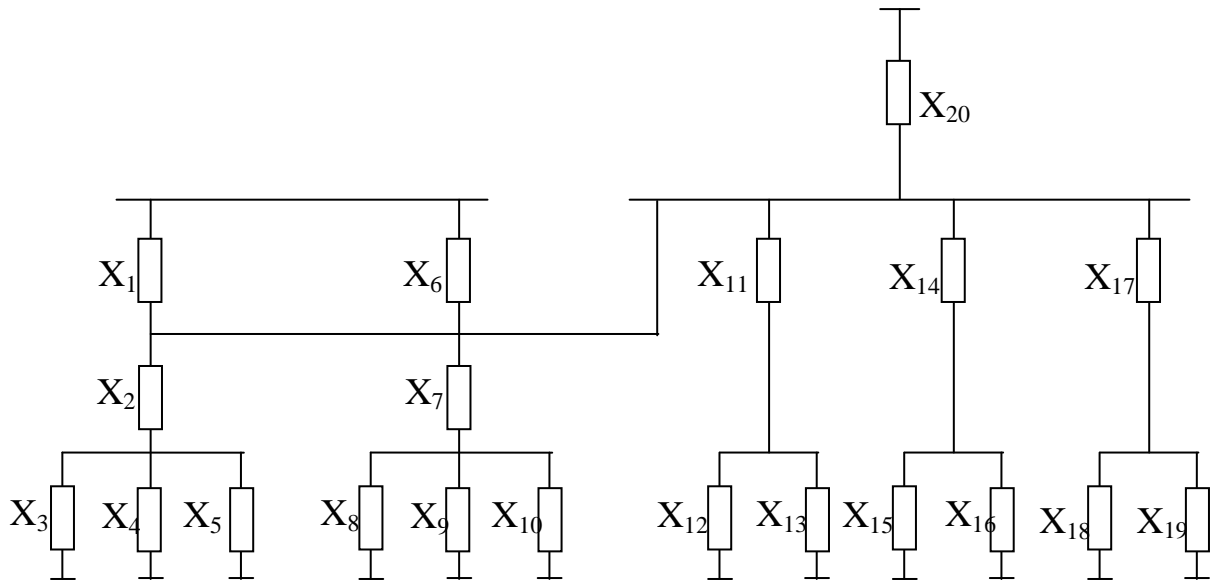 X₂₀
X₁
X₆
X₁₁
X₁₄
X₁₇
X₂
X₇
X₃
X₄
X₅
X₈
X₉
X₁₀
X₁₂
X₁₃
X₁₅
X₁₆
X₁₈
X₁₉